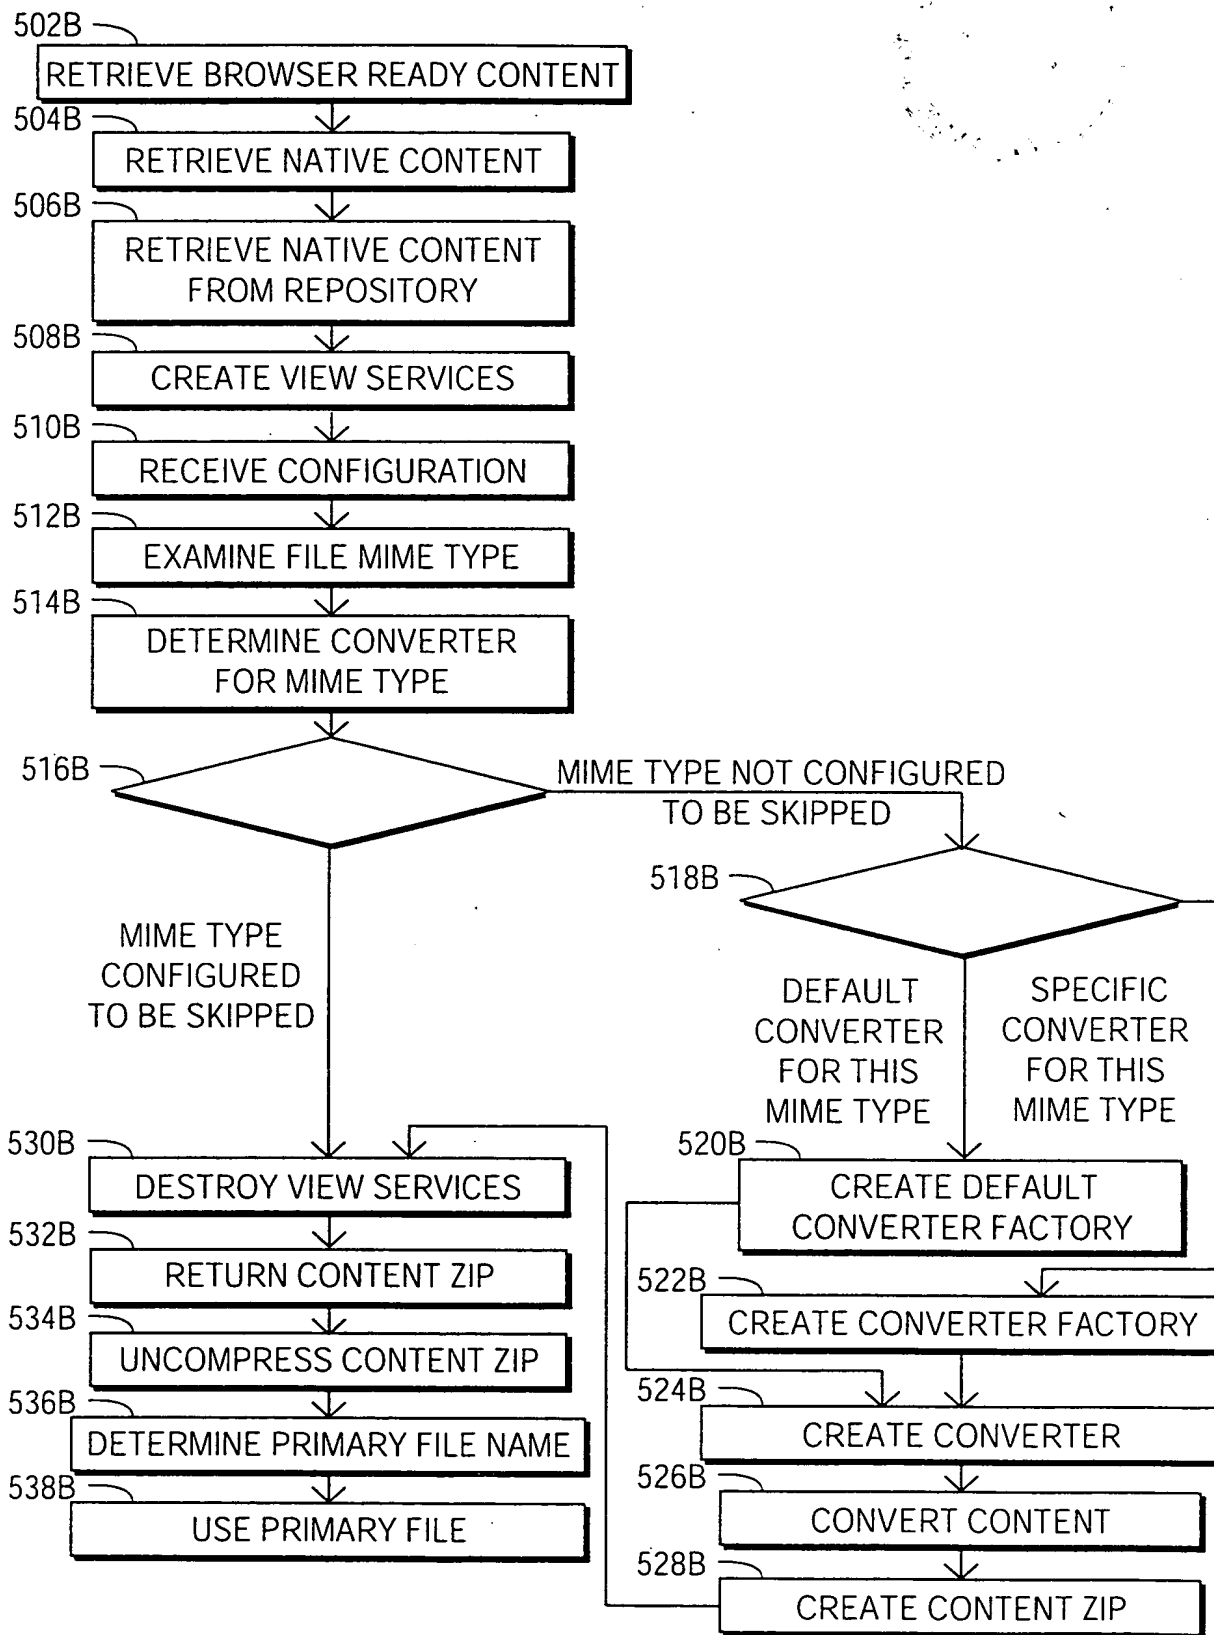 502B
RETRIEVE BROWSER READY CONTENT
504B
RETRIEVE NATIVE CONTENT
506B
RETRIEVE NATIVE CONTENT
FROM REPOSITORY
508B
CREATE VIEW SERVICES
510B
RECEIVE CONFIGURATION
512B
EXAMINE FILE MIME TYPE
514B
DETERMINE CONVERTER
FOR MIME TYPE
516B
MIME TYPE NOT CONFIGURED
TO BE SKIPPED
518B
MIME TYPE
CONFIGURED
TO BE SKIPPED
DEFAULT
CONVERTER
FOR THIS
MIME TYPE
SPECIFIC
CONVERTER
FOR THIS
MIME TYPE
520B
CREATE DEFAULT
CONVERTER FACTORY
522B
CREATE CONVERTER FACTORY
524B
CREATE CONVERTER
526B
CONVERT CONTENT
528B
CREATE CONTENT ZIP
530B
DESTROY VIEW SERVICES
532B
RETURN CONTENT ZIP
534B
UNCOMPRESS CONTENT ZIP
536B
DETERMINE PRIMARY FILE NAME
538B
USE PRIMARY FILE